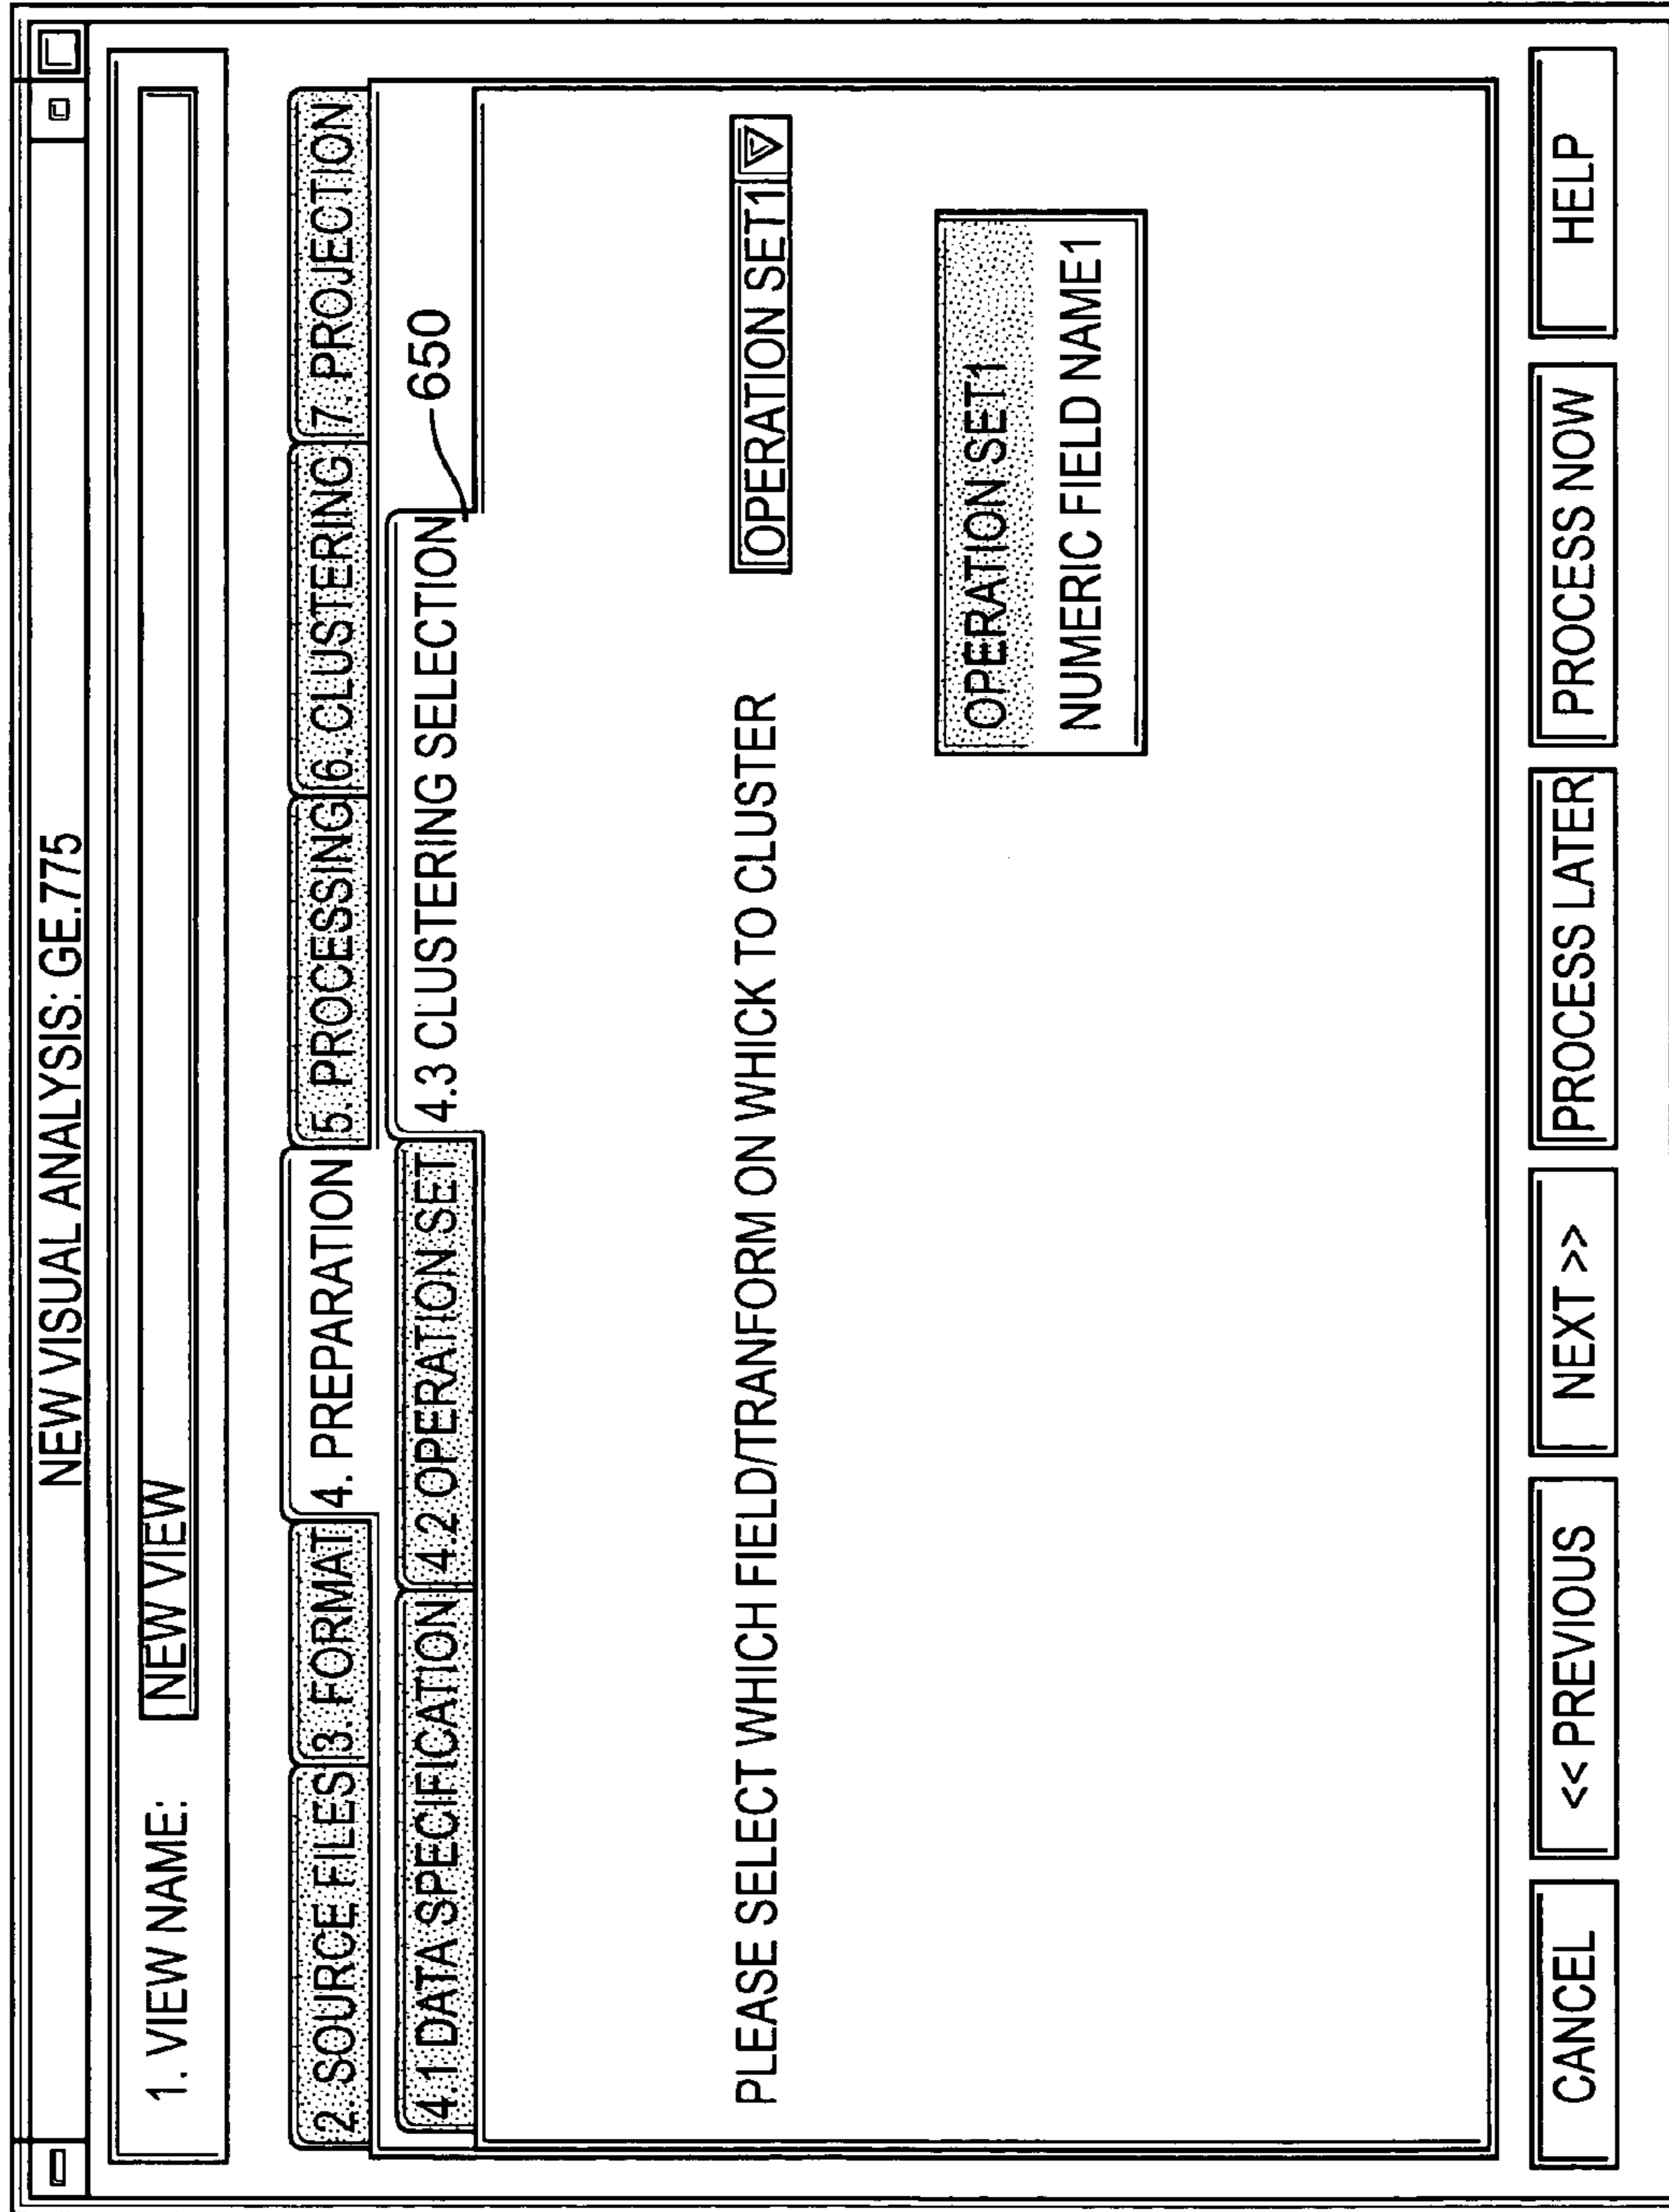 NEW VISUAL ANALYSIS: GE.775
1. VIEW NAME: NEW VIEW
2. SOURCE FILES 3. FORMAT 4. PREPARATION 5. PROCESSING 6. CLUSTERING 7. PROJECTION
4.1 DATA SPECIFICATION 4.2 OPERATION SET 4.3 CLUSTERING SELECTION 650
PLEASE SELECT WHICH FIELD/TRANFORM ON WHICK TO CLUSTER OPERATION SET1
OPERATION SET1
NUMERIC FIELD NAME1
CANCEL << PREVIOUS NEXT >> PROCESS LATER PROCESS NOW HELP